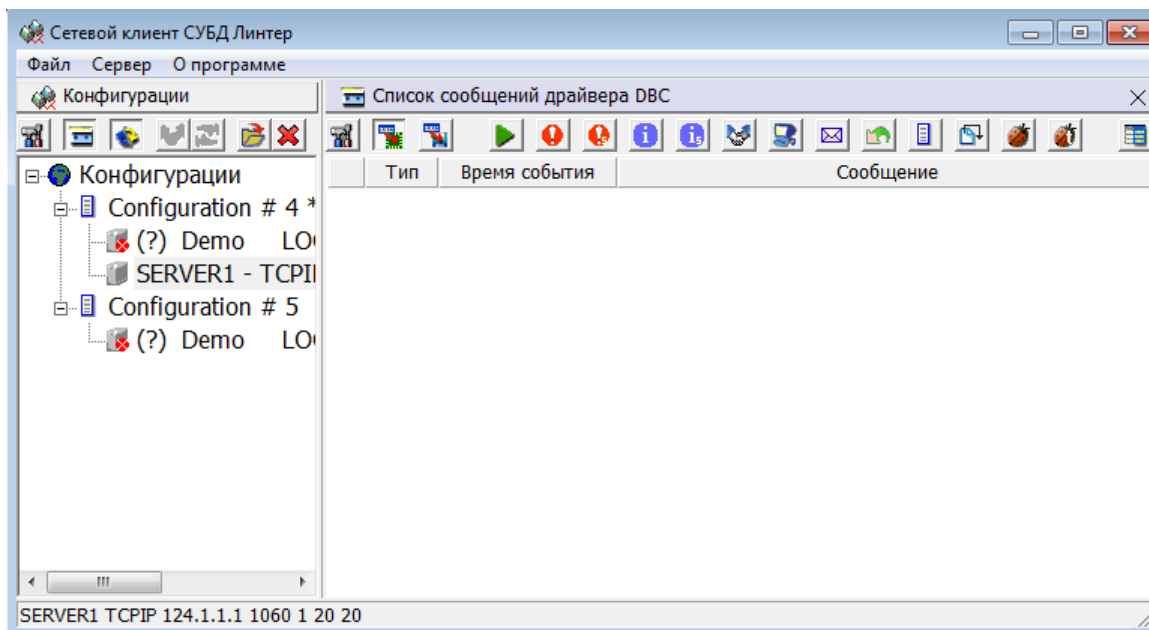 Сетевой клиент СУБД Линтер
Файл Сервер О программе
Конфигурации
Список сообщений драйвера DBC
Тип Время события Сообщение
Конфигурации
Configuration # 4 *
(?) Demo LO
SERVER1 - TCPI
Configuration # 5
(?) Demo LO
SERVER1 TCPIP 124.1.1.1 1060 1 20 20